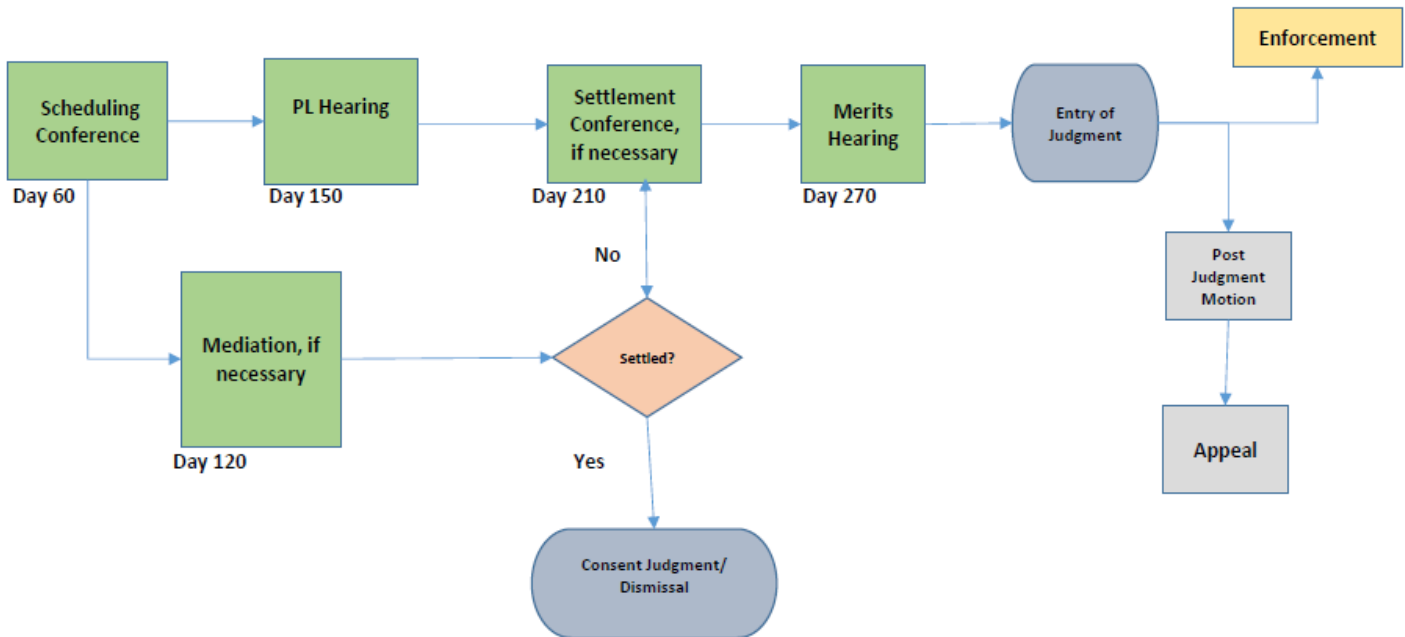 Enforcement
Scheduling
Conference
PL Hearing
Settlement
Conference,
if necessary
Merits
Hearing
Entry of
Judgment
Day 60
Day 150
Day 210
Day 270
No
Post
Judgment
Motion
Mediation, if
necessary
Settled?
Day 120
Yes
Appeal
Consent Judgment/
Dismissal